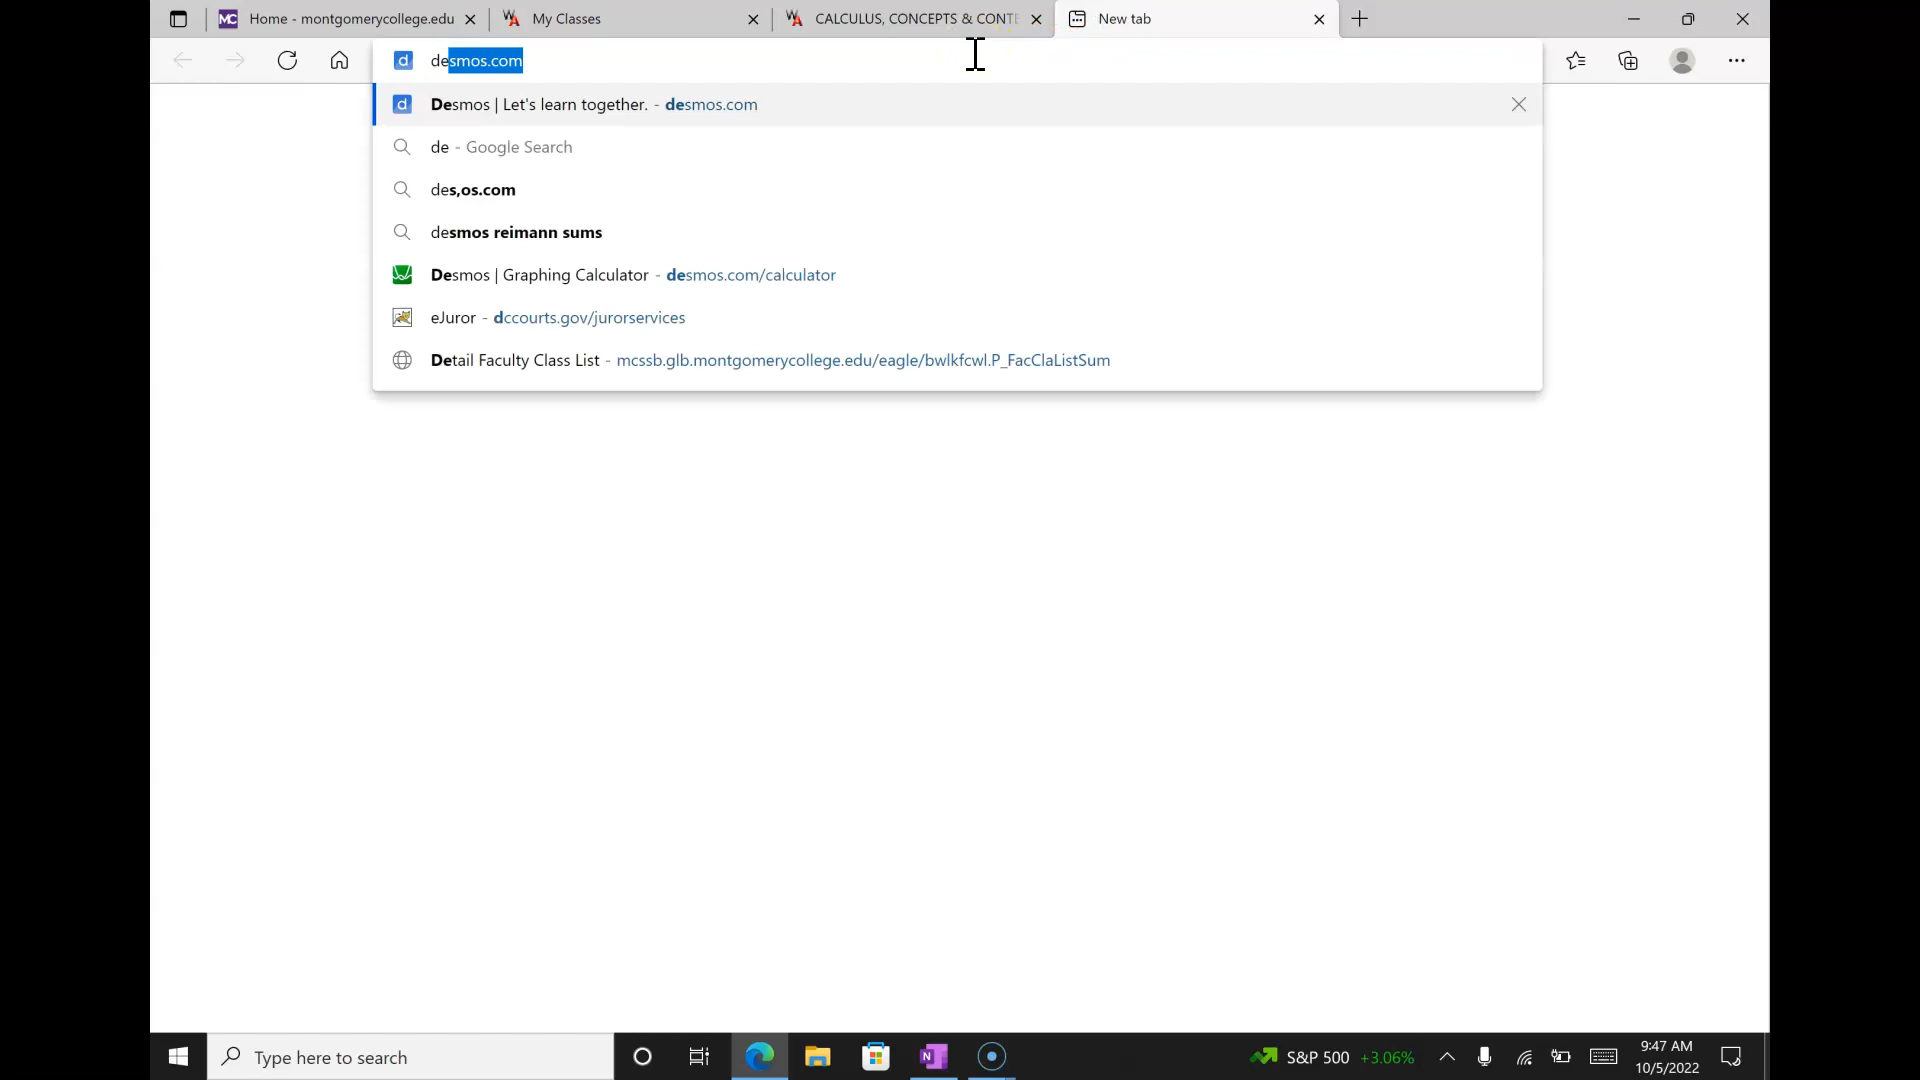 MC Home - montgomerycollege.edu
WA My Classes
WA CALCULUS, CONCEPTS & CONTE
New tab
d desmos.com
d Desmos | Let's learn together. - desmos.com
de - Google Search
des,os.com
desmos reimann sums
Desmos | Graphing Calculator - desmos.com/calculator
eJuror - dccourts.gov/jurorservices
Detail Faculty Class List - mcssb.glb.montgomerycollege.edu/eagle/bwlkfcwl.P_FacClaListSum
Type here to search
N
S&P 500 +3.06%
9:47 AM
10/5/2022